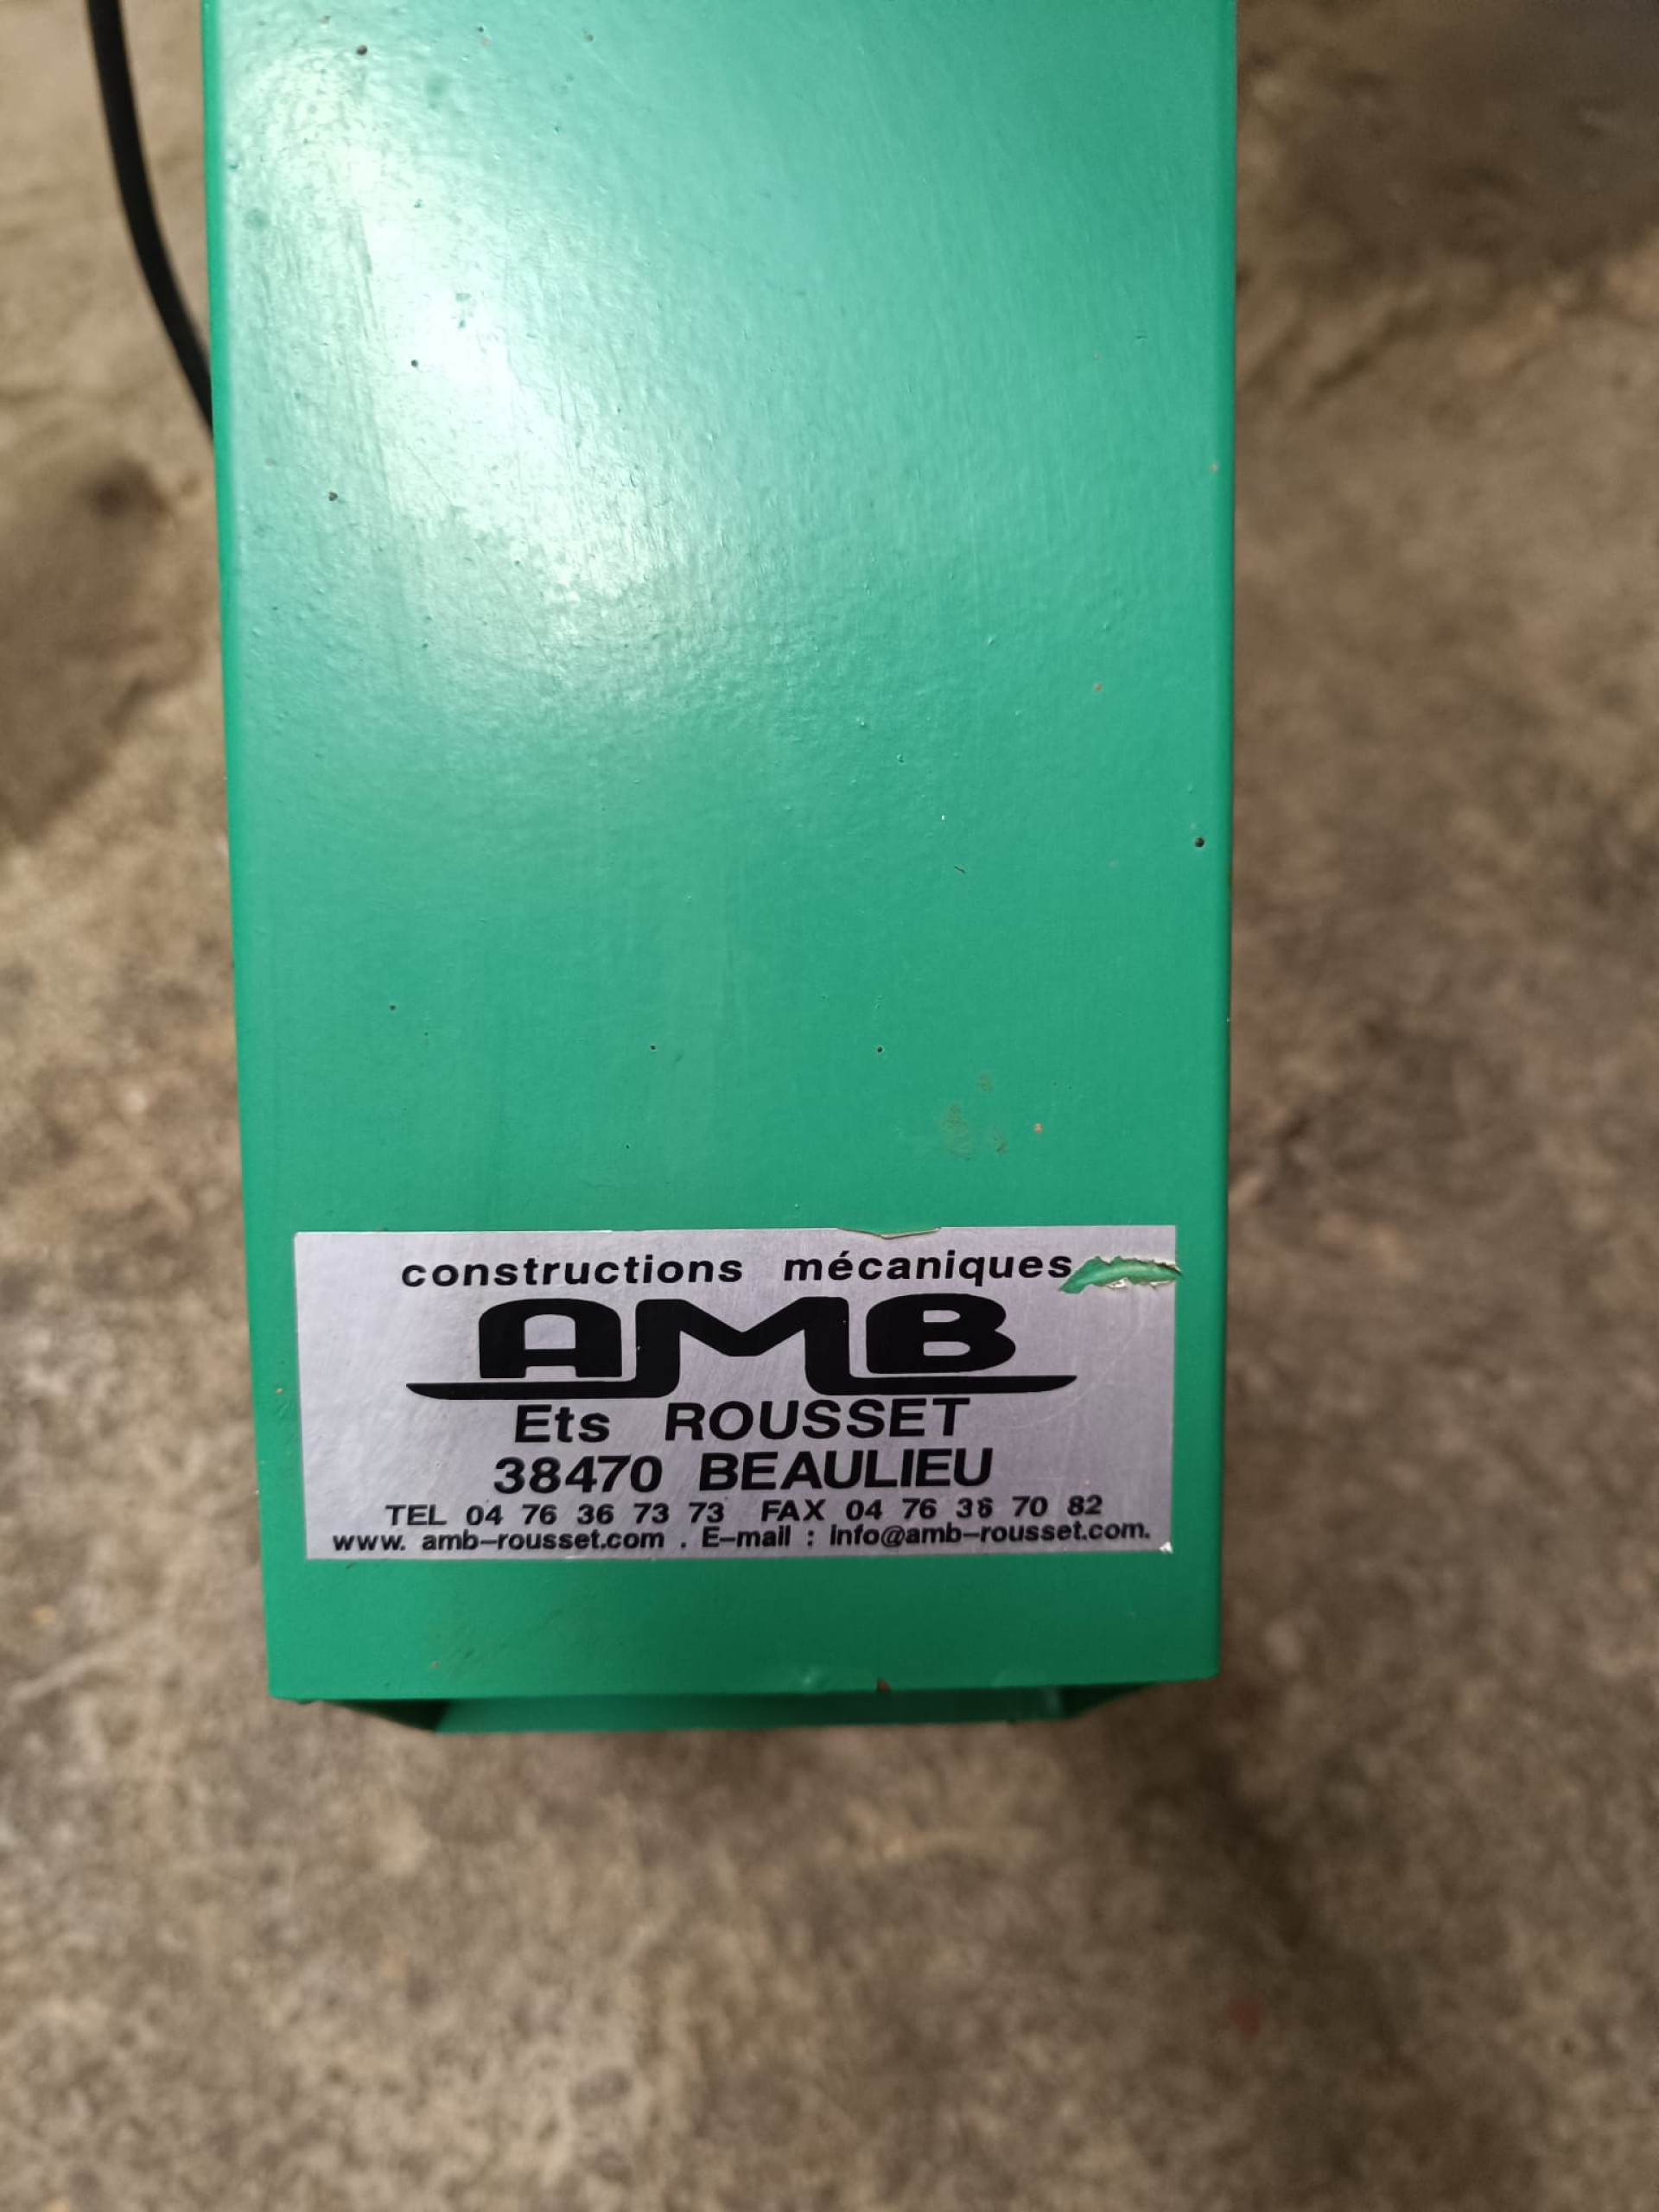 constructions mécaniques
AMB
Ets ROUSSET
38470 BEAULIEU
TEL 04 76 36 73 73 FAX 04 76 36 70 82
www. amb-rousset.com . E-mail : info@amb-rousset.com.